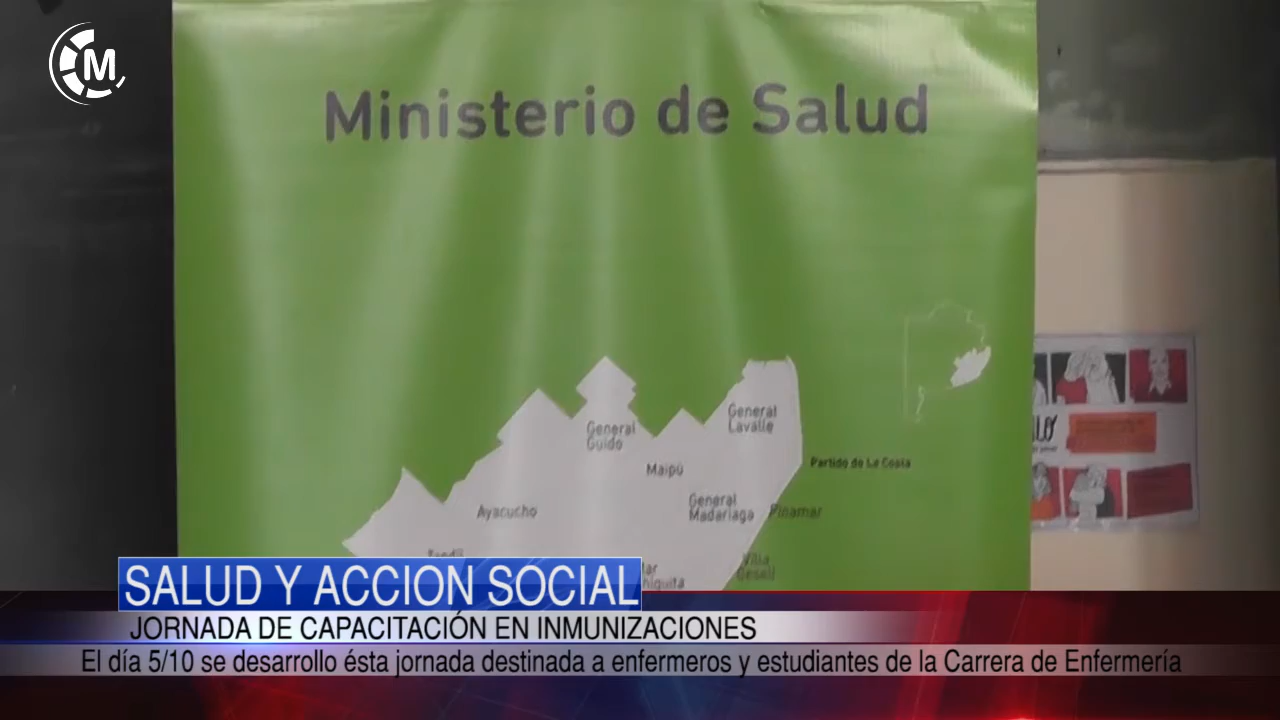 M
Ministerio de Salud
General
Guido
General
Lavalle
Maipú
Partido de La Costa
Ayacucho
General
Madariaga
Pinamar
Tandil
Villa
Gesell
SALUD Y ACCION SOCIAL
JORNADA DE CAPACITACIÓN EN INMUNIZACIONES
El día 5/10 se desarrollo ésta jornada destinada a enfermeros y estudiantes de la Carrera de Enfermería